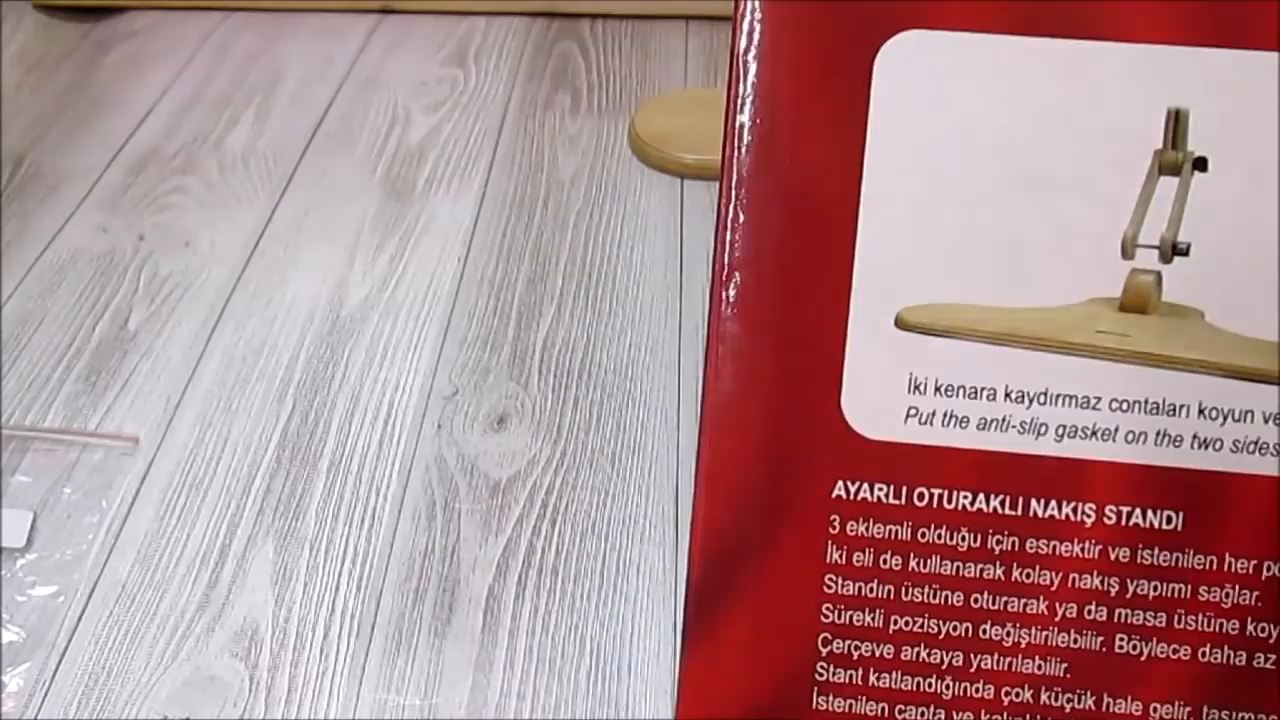 İki kenara kaydırmaz contaları koyun ve
Put the anti-slip gasket on the two sides
AYARLI OTURAKLI NAKIŞ STANDI
3 eklemli olduğu için esnektir ve istenilen her
İki eli de kullanarak kolay nakış yapımı sağlar.
Standın üstüne oturarak ya da masa üstüne
Sürekli pozisyon değiştirilebilir. Böylece daha az
Çerçeve arkaya yatırılabilir.
Stant katlandığında çok küçük hale gelir,
İstenilen çapta ve